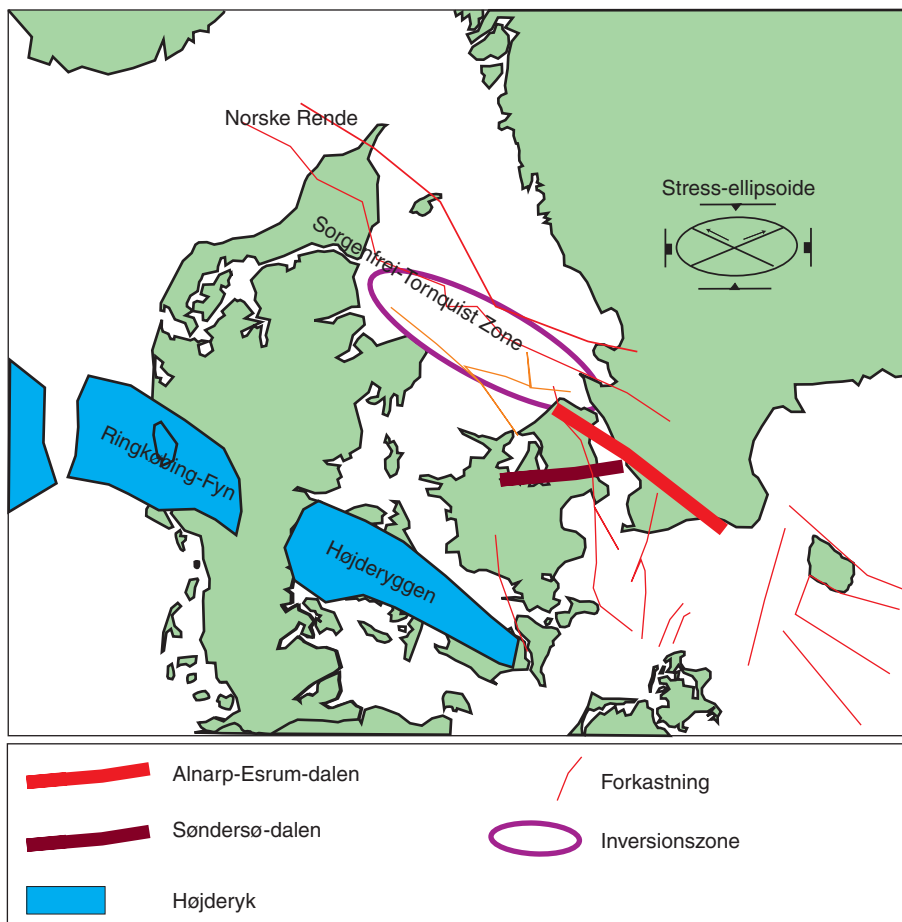 Norske Rende
Stress-ellipsoide
Sorgenfrei-Tornquist Zone
Ringkøbing-Fyn
Højderyggen
Alnarp-Esrum-dalen
Forkastning
Søndersø-dalen
Inversionszone
Højderyk